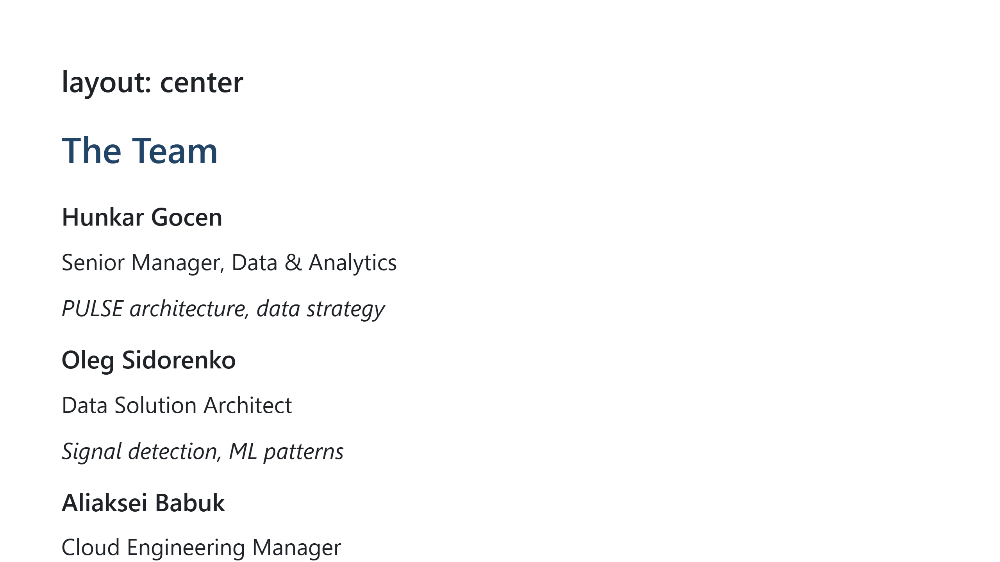 layout: center
The Team
Hunkar Gocen
Senior Manager, Data & Analytics
PULSE architecture, data strategy
Oleg Sidorenko
Data Solution Architect
Signal detection, ML patterns
Aliaksei Babuk
Cloud Engineering Manager